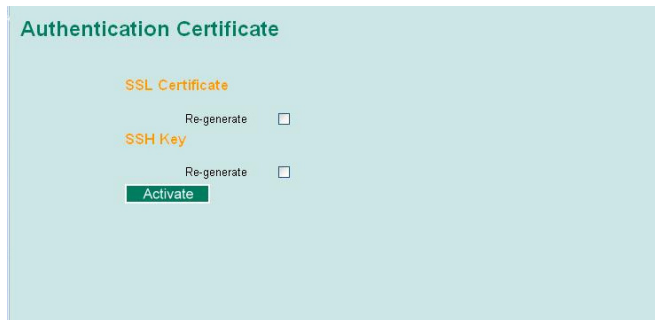 Authentication Certificate
SSL Certificate
Re-generate
SSH Key
Re-generate
Activate